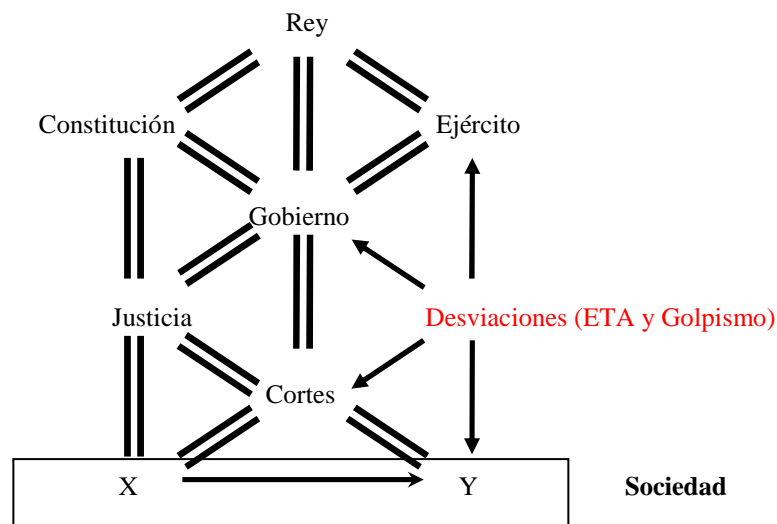 Rey
Constitución
Ejército
Gobierno
Justicia
Desviaciones (ETA y Golpismo)
Cortes
X
Y
Sociedad